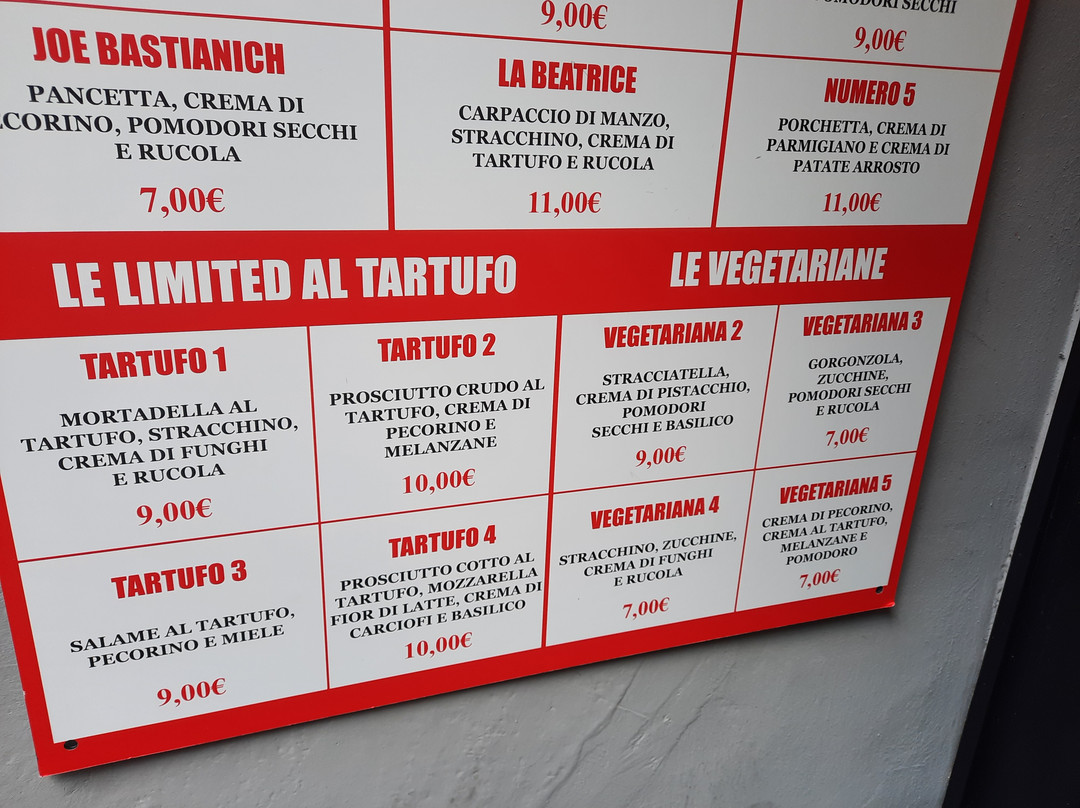 9,00€
POMODORI SECCHI
9,00€
JOE BASTIANICH
PANCETTA, CREMA DI
CORINO, POMODORI SECCHI
E RUCOLA
7,00€
LA BEATRICE
CARPACCIO DI MANZO,
STRACCHINO, CREMA DI
TARTUFO E RUCOLA
11,00€
NUMERO 5
PORCHETTA, CREMA DI
PARMIGIANO E CREMA DI
PATATE ARROSTO
11,00€
LE LIMITED AL TARTUFO
TARTUFO 1
MORTADELLA AL
TARTUFO, STRACCHINO,
CREMA DI FUNGHI
E RUCOLA
9,00€
TARTUFO 2
PROSCIUTTO CRUDO AL
TARTUFO, CREMA DI
PECORINO E
MELANZANE
10,00€
TARTUFO 3
SALAME AL TARTUFO,
PECORINO E MIELE
9,00€
TARTUFO 4
PROSCIUTTO COTTO AL
TARTUFO, MOZZARELLA
FIOR DI LATTE, CREMA DI
CARCIOFI E BASILICO
10,00€
LE VEGETARIANE
VEGETARIANA 2
STRACCIATELLA,
CREMA DI PISTACCHIO,
POMODORI
SECCHI E BASILICO
9,00€
VEGETARIANA 3
GORGONZOLA,
ZUCCHINE,
POMODORI SECCHI
E RUCOLA
7,00€
VEGETARIANA 4
STRACCHINO, ZUCCHINE,
CREMA DI FUNGHI
E RUCOLA
7,00€
VEGETARIANA 5
CREMA DI PECORINO,
CREMA AL TARTUFO,
MELANZANE E
POMODORO
7,00€